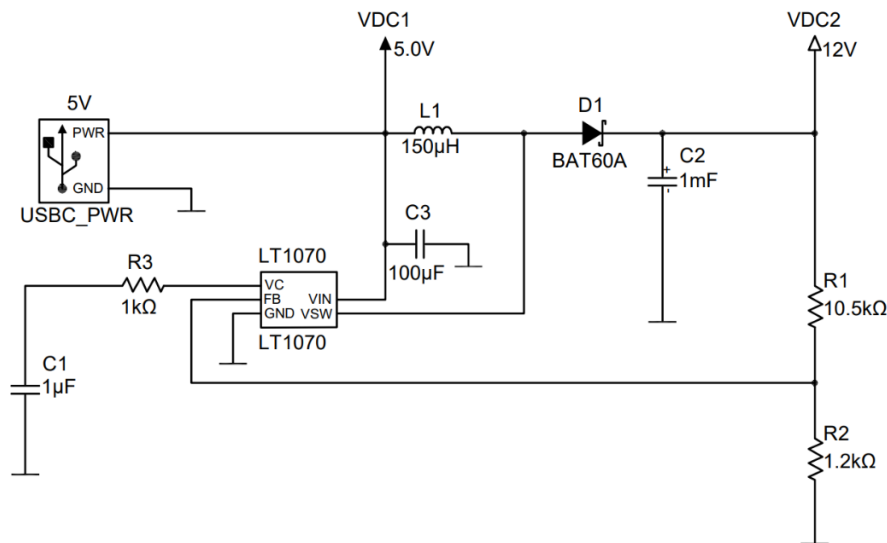 VDC1
5.0V
VDC2
12V
5V
PWR
GND
USBC_PWR
L1
150µH
D1
BAT60A
C2
1mF
+
-
C3
100µF
R3
1kΩ
LT1070
VC
FB
GND
VIN
VSW
LT1070
R1
10.5kΩ
C1
1µF
R2
1.2kΩ